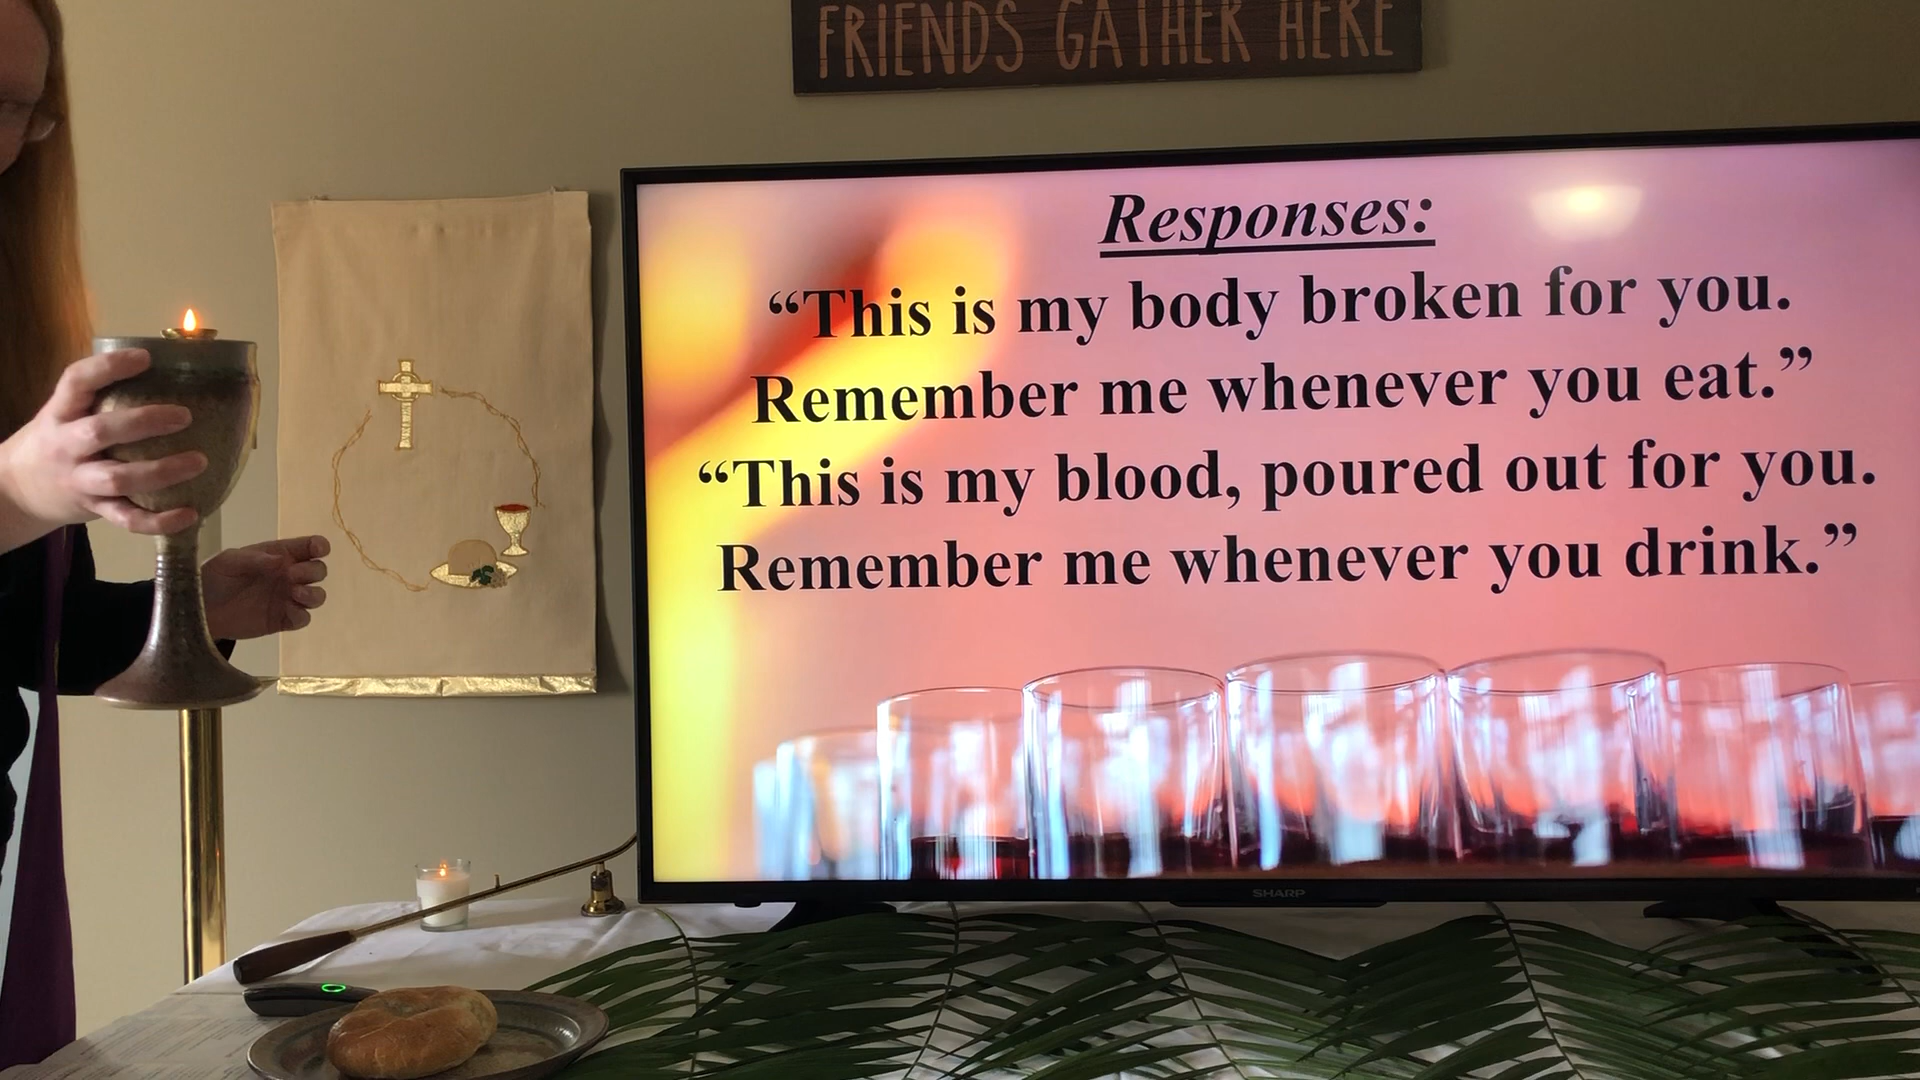 FRIENDS GATHER HERE
Responses:
“This is my body broken for you.
Remember me whenever you eat.”
“This is my blood, poured out for you.
Remember me whenever you drink.”
SHARP